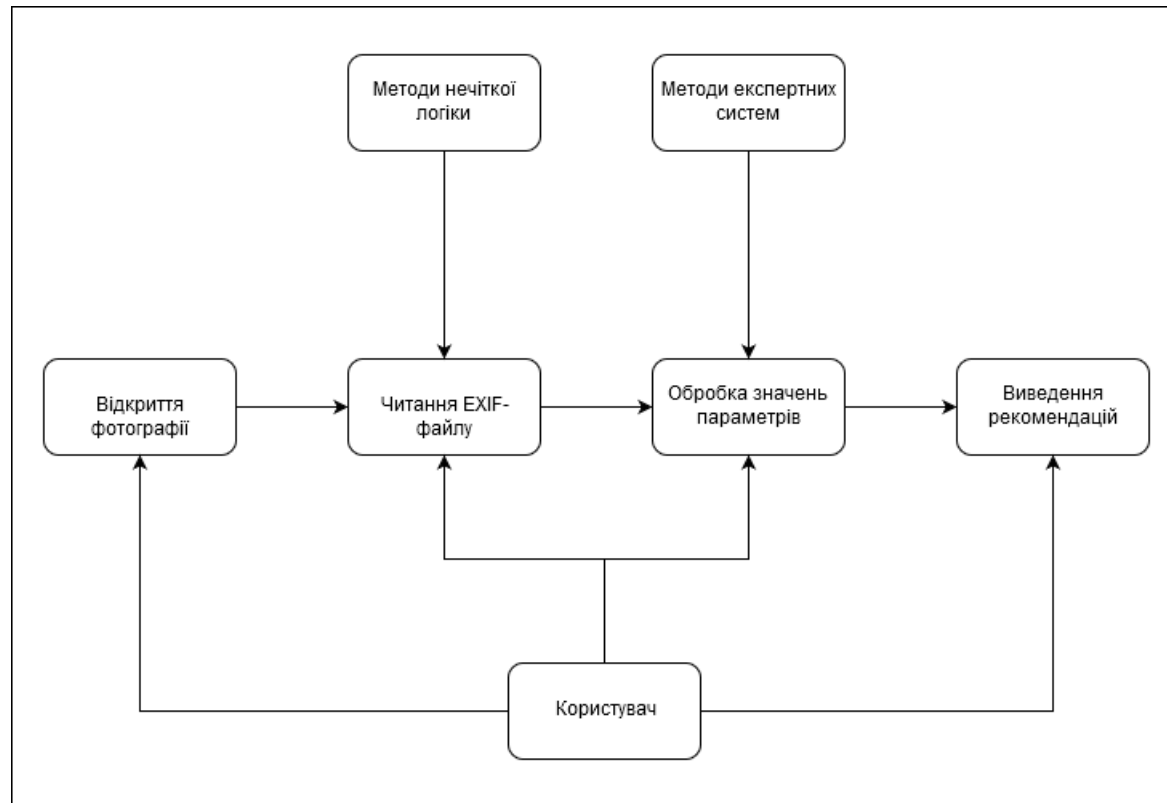 Методи нечіткої
логіки
Методи експертних
систем
Відкриття
фотографії
Читання EXIF-
файлу
Обробка значень
параметрів
Виведення
рекомендацій
Користувач